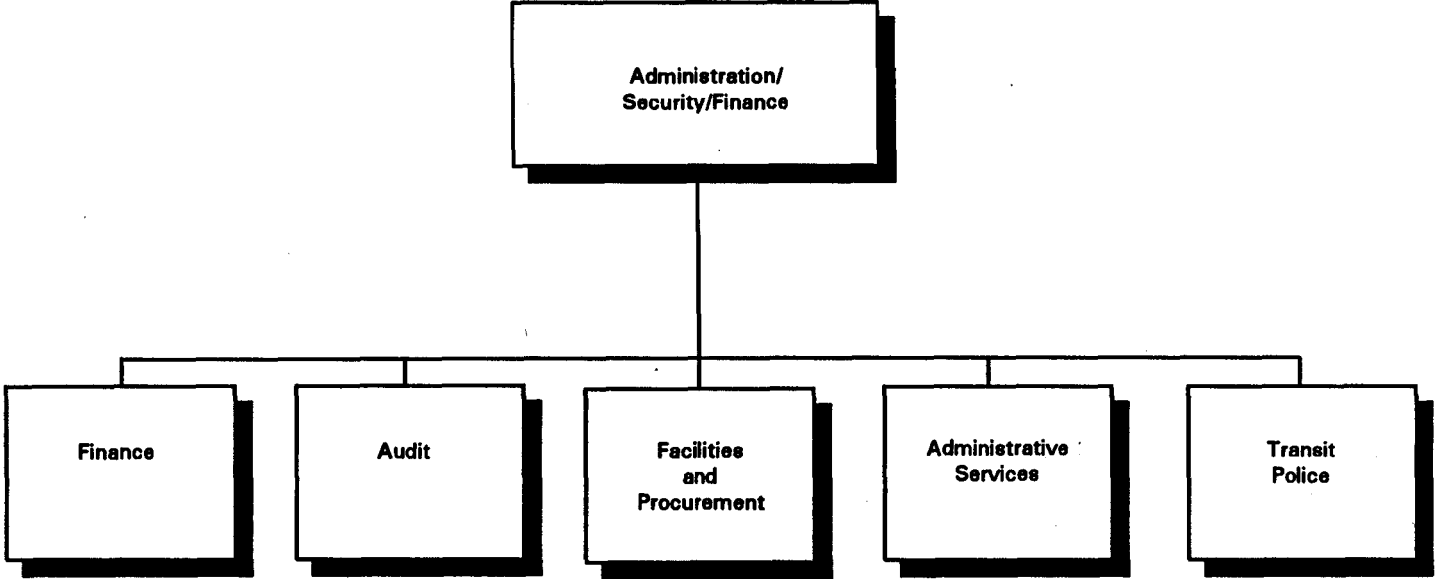 Administration/
Security/Finance
Finance
Audit
Facilities
and
Procurement
Administrative
Services
Transit
Police